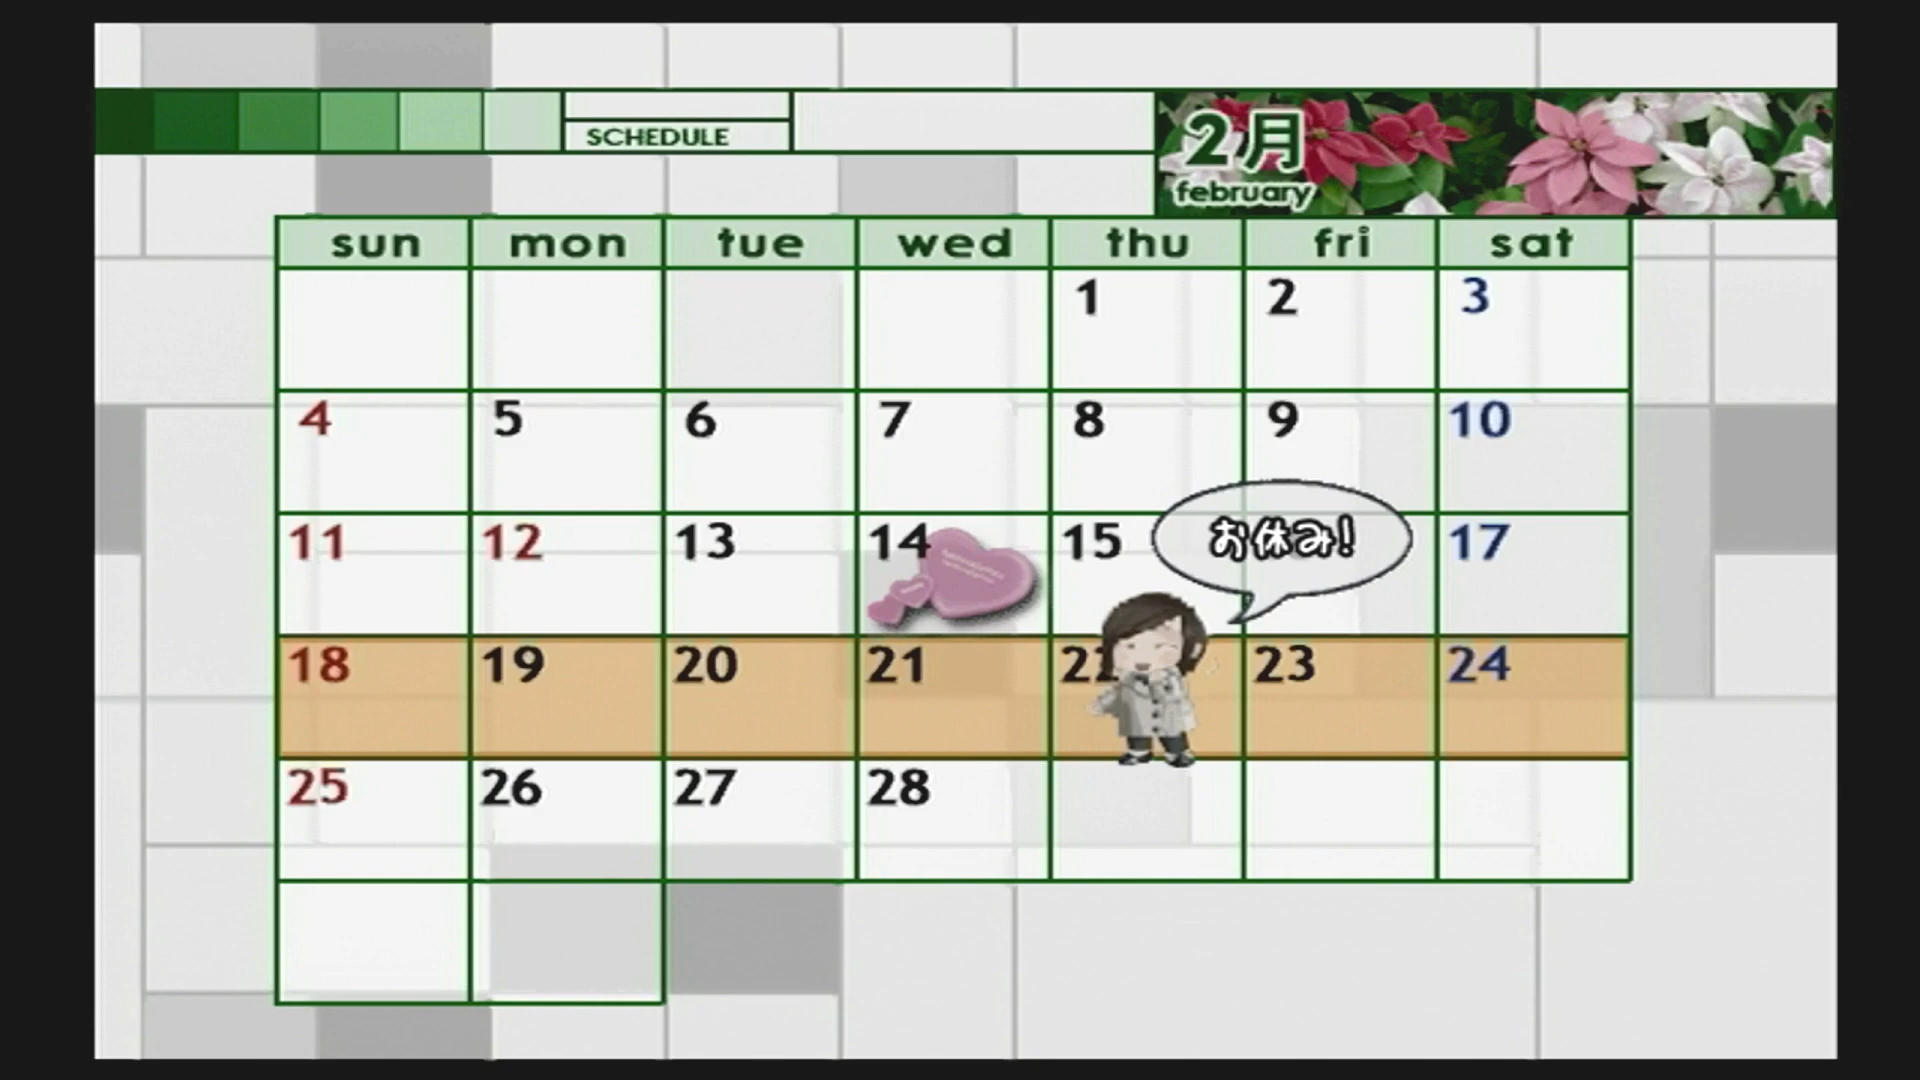 SCHEDULE
2月
february
sun mon tue wed thu fri sat
1 2 3
4 5 6 7 8 9 10
11 12 13 14 15 17
お休み!
18 19 20 21 22 23 24
25 26 27 28